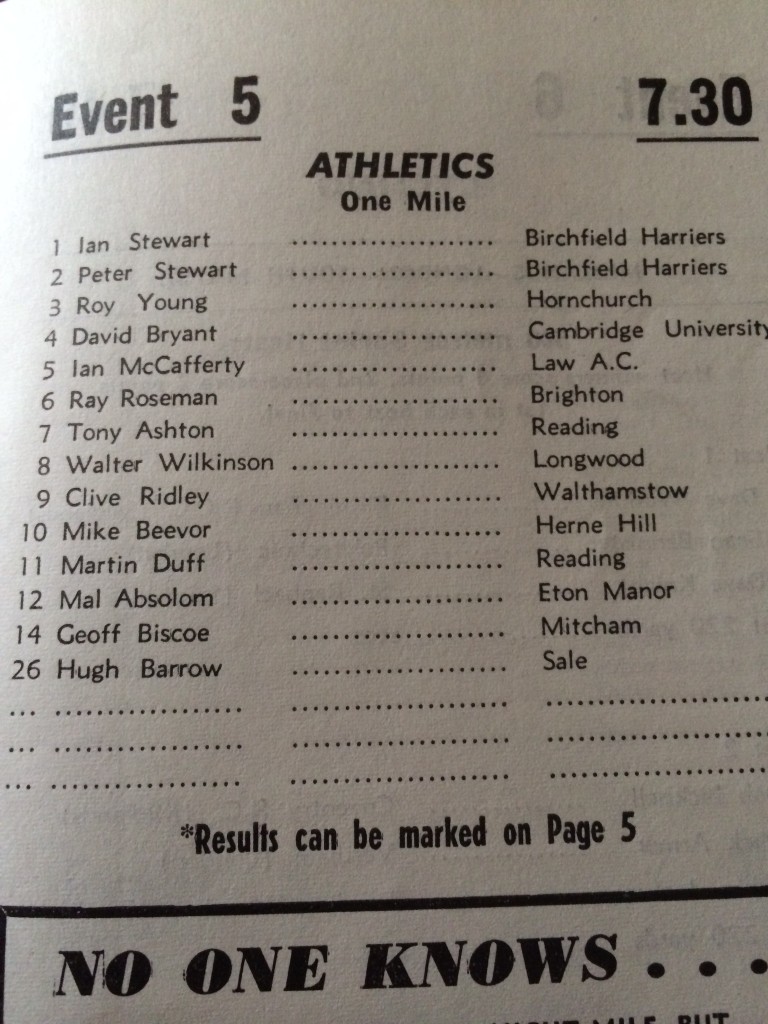 Event 5 7.30
ATHLETICS
One Mile
1 Ian Stewart ...................... Birchfield Harriers
2 Peter Stewart ...................... Birchfield Harriers
3 Roy Young ...................... Hornchurch
4 David Bryant ...................... Cambridge University
5 Ian McCafferty ...................... Law A.C.
6 Ray Roseman ...................... Brighton
7 Tony Ashton ...................... Reading
8 Walter Wilkinson ...................... Longwood
9 Clive Ridley ...................... Walthamstow
10 Mike Beevor ...................... Herne Hill
11 Martin Duff ...................... Reading
12 Mal Absolom ...................... Eton Manor
14 Geoff Biscoe ...................... Mitcham
26 Hugh Barrow ...................... Sale
... ................... ...................... ......................
... ................... ...................... ......................
... ................... ...................... ......................
*Results can be marked on Page 5
NO ONE KNOWS . . .
MILE, BUT